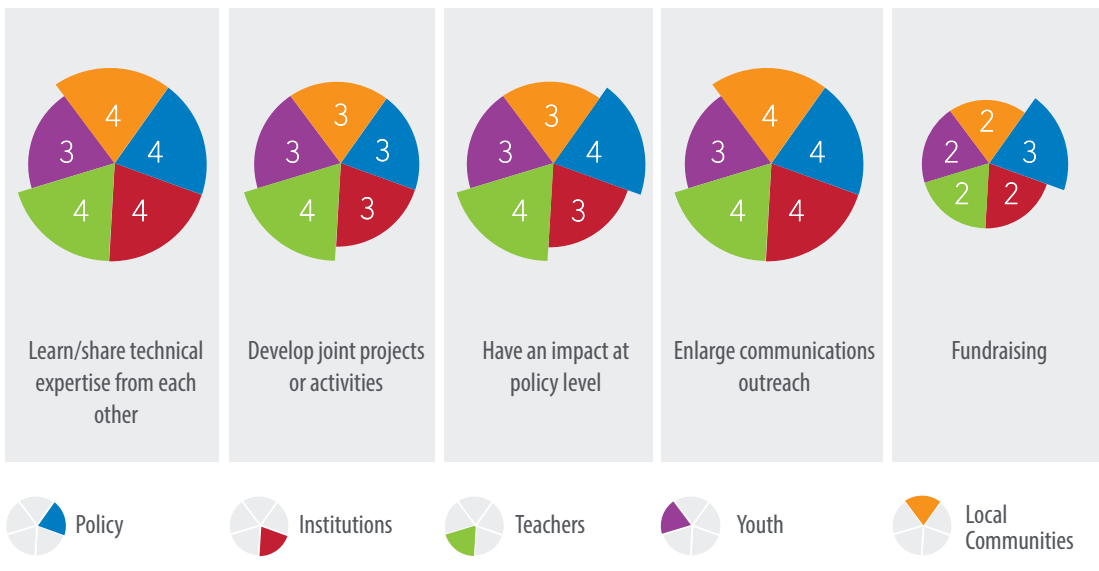 4
4
4
4
3
3
3
3
4
3
3
4
3
4
3
4
4
4
4
3
2
3
2
2
2
Learn/share technical
expertise from each
other
Develop joint projects
or activities
Have an impact at
policy level
Enlarge communications
outreach
Fundraising
Policy
Institutions
Teachers
Youth
Local
Communities